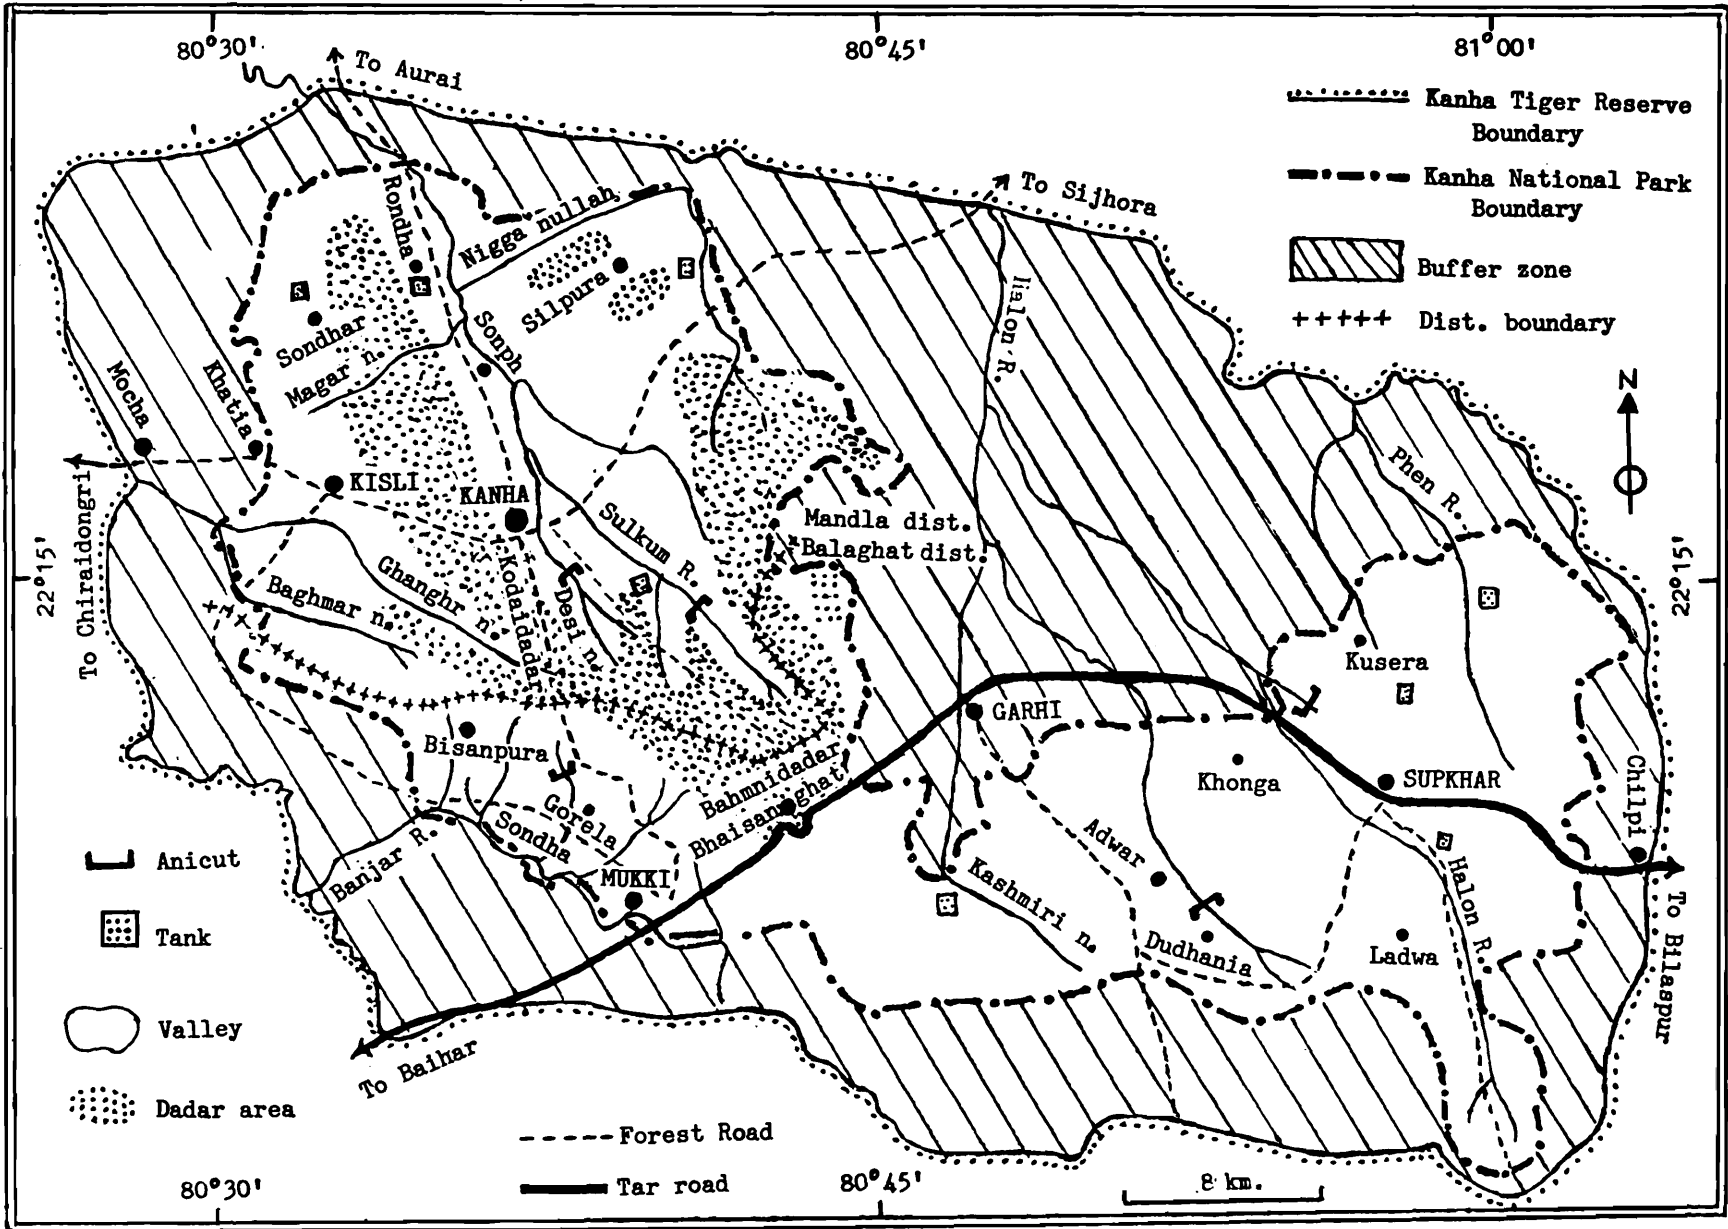 80°30'
80°45'
81°00'
To Aurai
Kanha Tiger Reserve
Boundary
Kanha National Park
Boundary
Buffer zone
+++++ Dist. boundary
To Sijhora
Rondha
Nigga nullah
Silpura
Sondhar
Magar n.
Sonph
Halon R.
Mocha
Khatia
N
KISLI
KANHA
Phen R.
Sulkum R.
Mandla dist.
Balaghat dist.
22°15'
22°15'
To Chiraidongri
Baghmar n.
Ghanghr n.
Kodaidadar
Desi n.
Kusera
GARHI
Bisanpura
Khonga
SUPKHAR
Chilpi
Bahmnidadar
Bhaisanghat
Gorela
Sondha
Banjar R.
MUKKI
Adwar
Kashmiri n.
Dudhania
Ladwa
Halon R.
To Bilaspur
Anicut
Tank
Valley
Dadar area
To Baihar
Forest Road
Tar road
8 km.
80°30'
80°45'